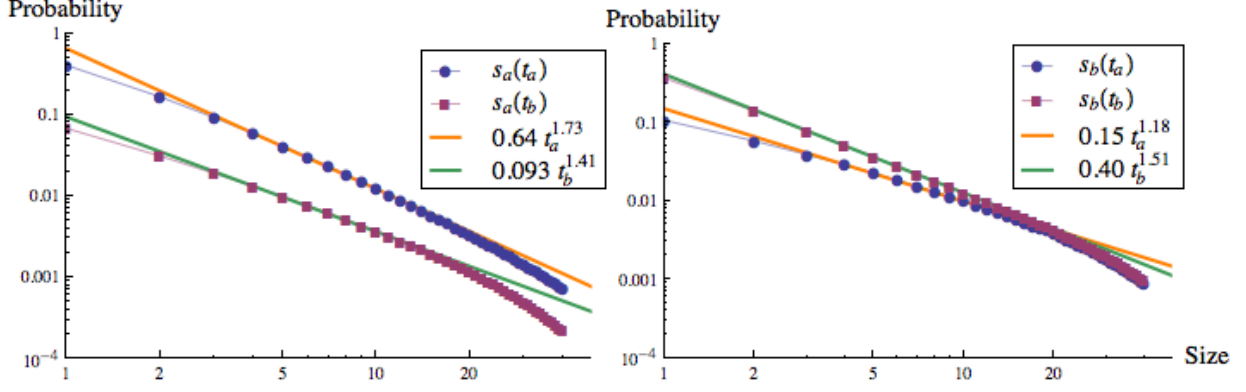 Probability
1
0.1
0.01
0.001
10^-4
1 2 5 10 20
s_a(t_a)
s_a(t_b)
0.64 t_a^1.73
0.093 t_b^1.41
Probability
1
0.1
0.01
0.001
10^-4
1 2 5 10 20
Size
s_b(t_a)
s_b(t_b)
0.15 t_a^1.18
0.40 t_b^1.51